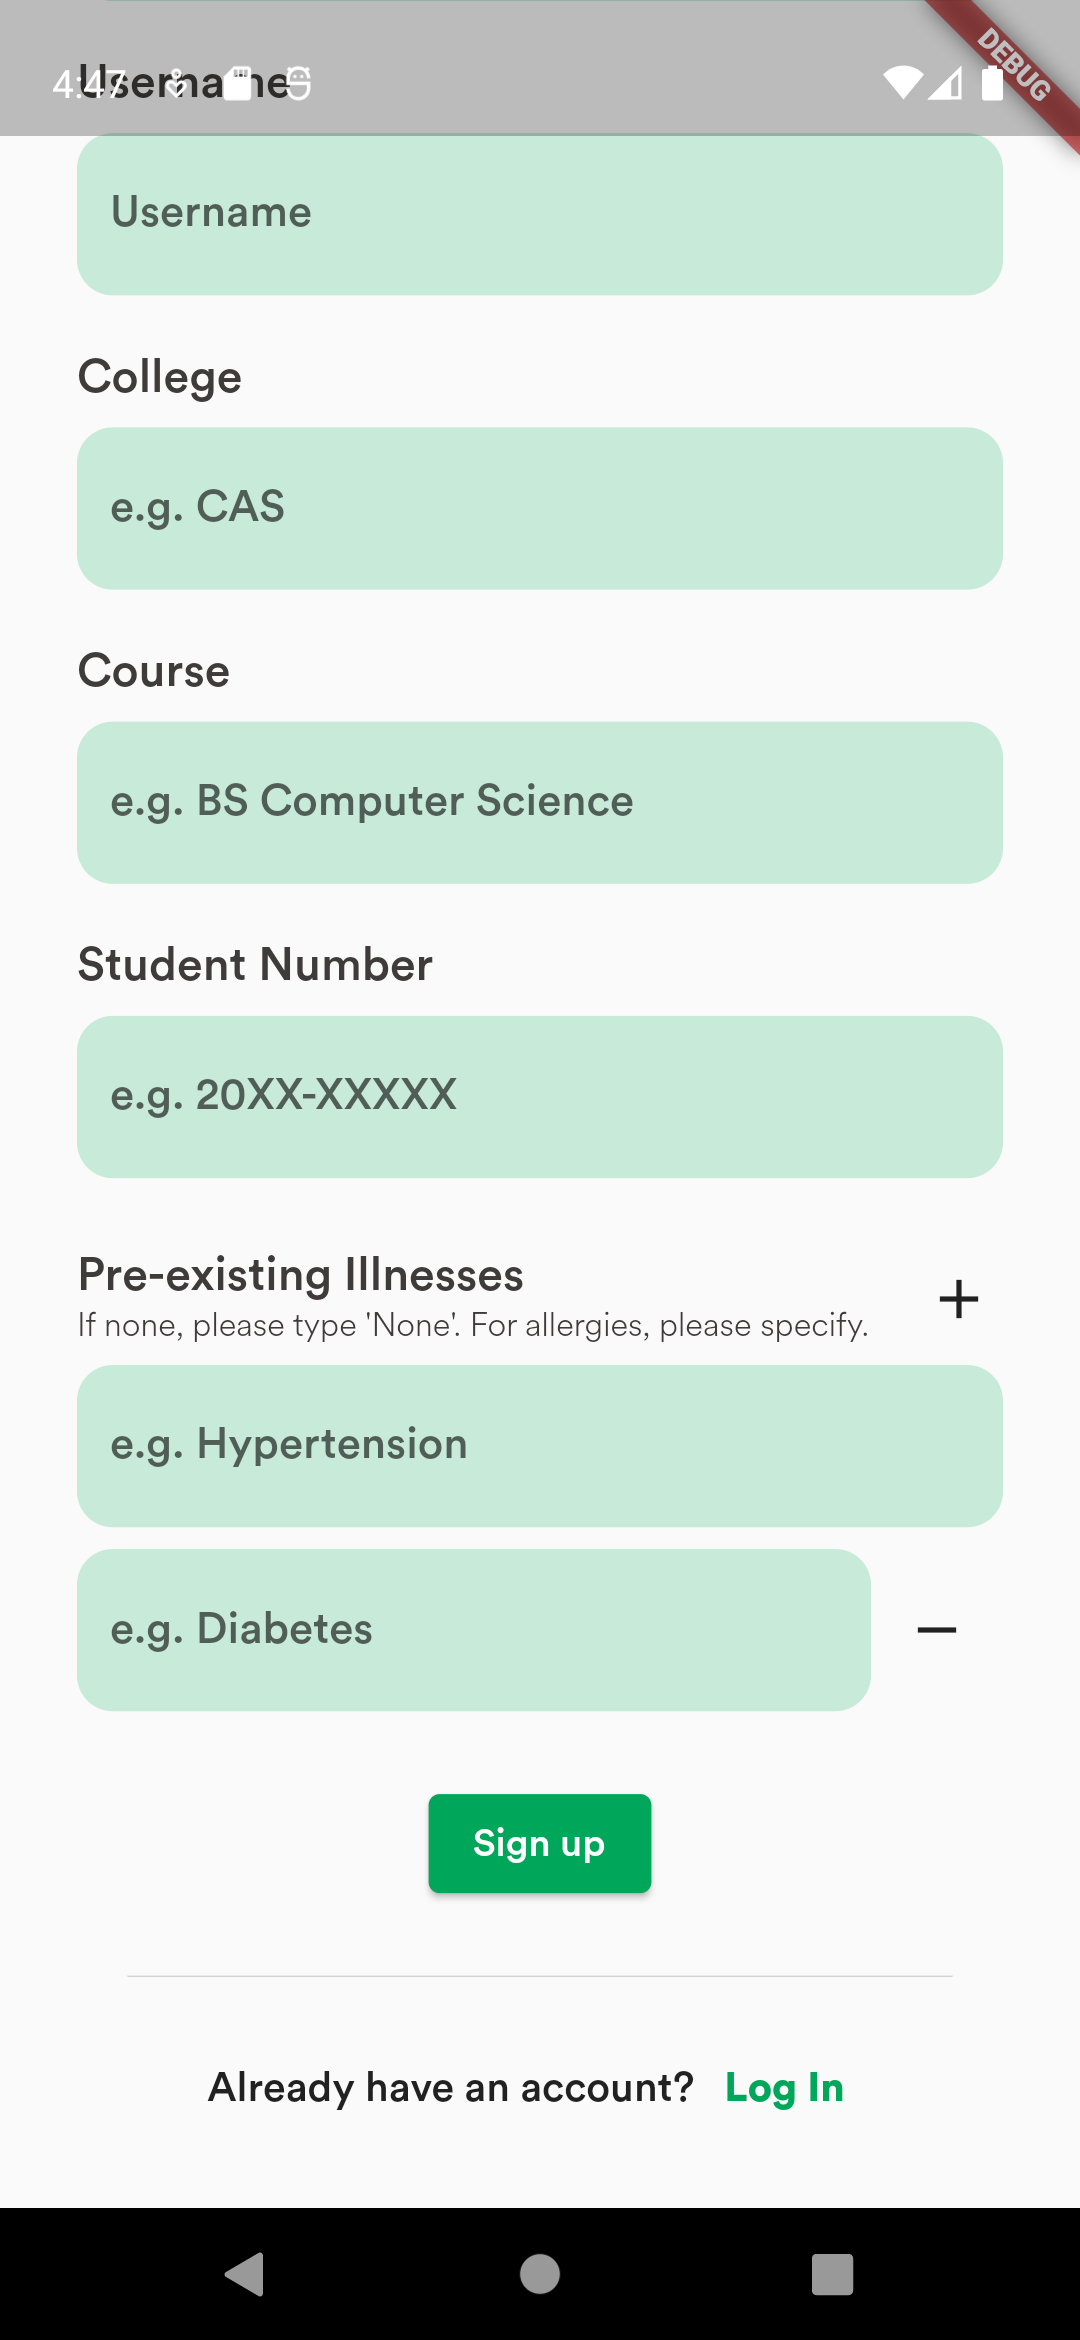 4:47
DEBUG
Username
Username
College
e.g. CAS
Course
e.g. BS Computer Science
Student Number
e.g. 20XX-XXXXX
Pre-existing Illnesses
If none, please type 'None'. For allergies, please specify.
e.g. Hypertension
e.g. Diabetes
Sign up
Already have an account? Log In